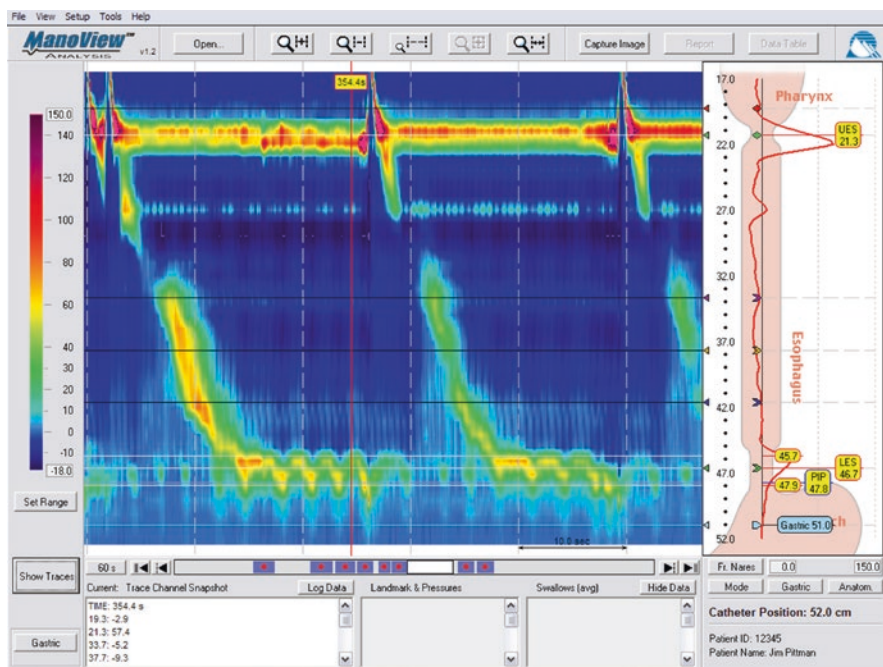 File View Setup Tools Help
ManoView™
ANALYSIS v1.2
Open...
Capture Image
Report
Data Table
354.4s
150.0
140
120
100
80
60
40
30
20
10
0
-10
-18.0
Set Range
10.0 sec
17.0
Pharynx
UES
21.3
22.0
27.0
32.0
Esophagus
37.0
42.0
45.7
LES
46.7
47.0
PIP
47.8
47.9
Gastric 51.0
ch
52.0
Show Traces
60 s
Fr. Nares 0.0 150.0
Current: Trace Channel Snapshot Log Data Landmark & Pressures Swallows (avg) Hide Data
Mode Gastric Anatom.
TIME: 354.4 s
19.3: -2.9
21.3: 57.4
33.7: -5.2
37.7: -9.3
Gastric
Catheter Position: 52.0 cm
Patient ID: 12345
Patient Name: Jim Pittman